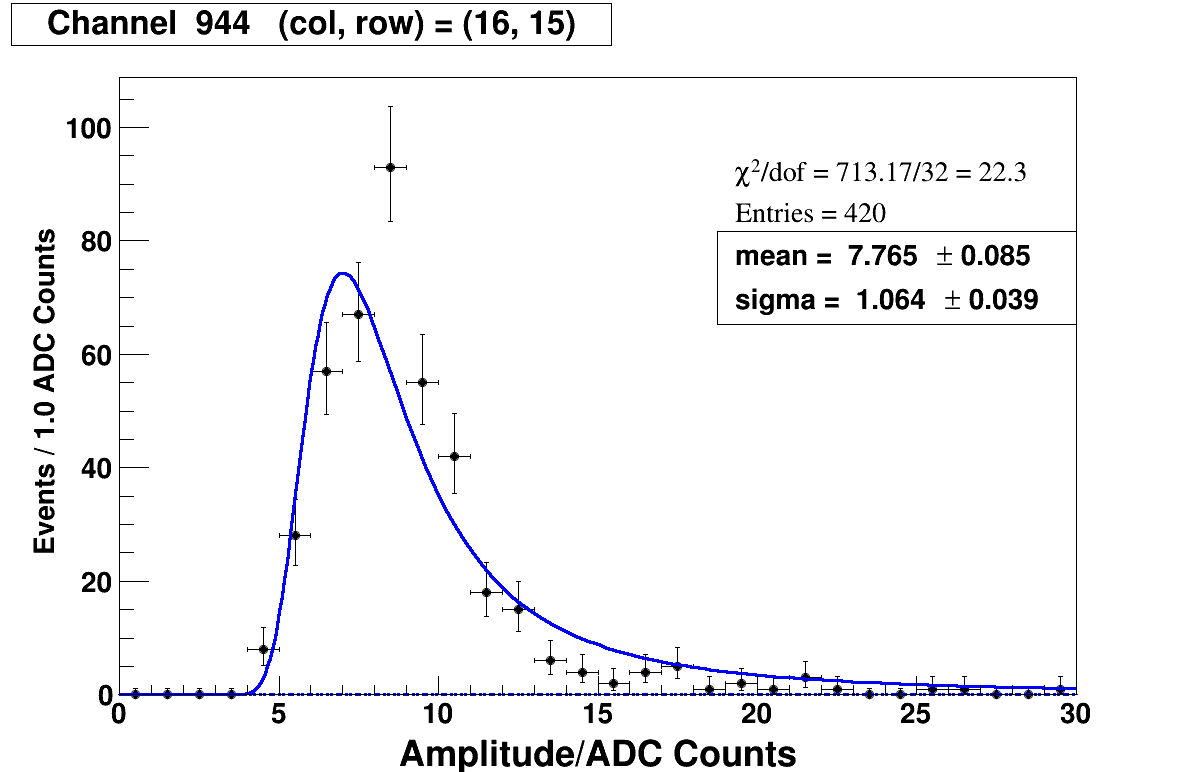 Channel 944 (col, row) = (16, 15)
χ²/dof = 713.17/32 = 22.3
Entries = 420
mean = 7.765 ± 0.085
sigma = 1.064 ± 0.039
Events / 1.0 ADC Counts
100
80
60
40
20
0
0 5 10 15 20 25 30
Amplitude/ADC Counts